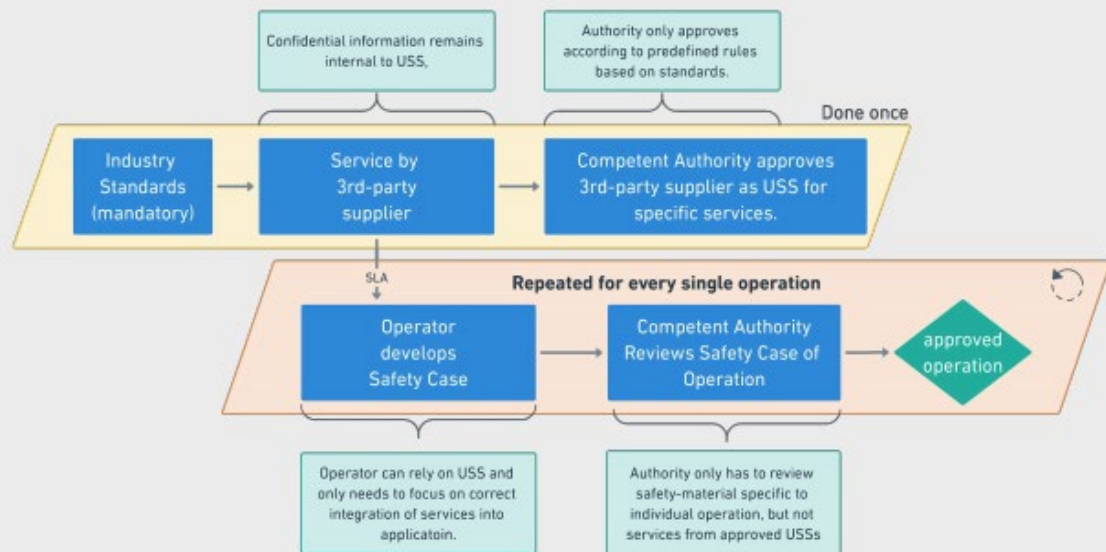 Confidential information remains
internal to USS,
Authority only approves
according to predefined rules
based on standards.
Done once
Industry
Standards
(mandatory)
Service by
3rd-party
supplier
Competent Authority approves
3rd-party supplier as USS for
specific services.
SLA
Repeated for every single operation
Operator
develops
Safety Case
Competent Authority
Reviews Safety Case of
Operation
approved
operation
Operator can rely on USS and
only needs to focus on correct
integration of services into
applicatoin.
Authority only has to review
safety-material specific to
individual operation, but not
services from approved USSs